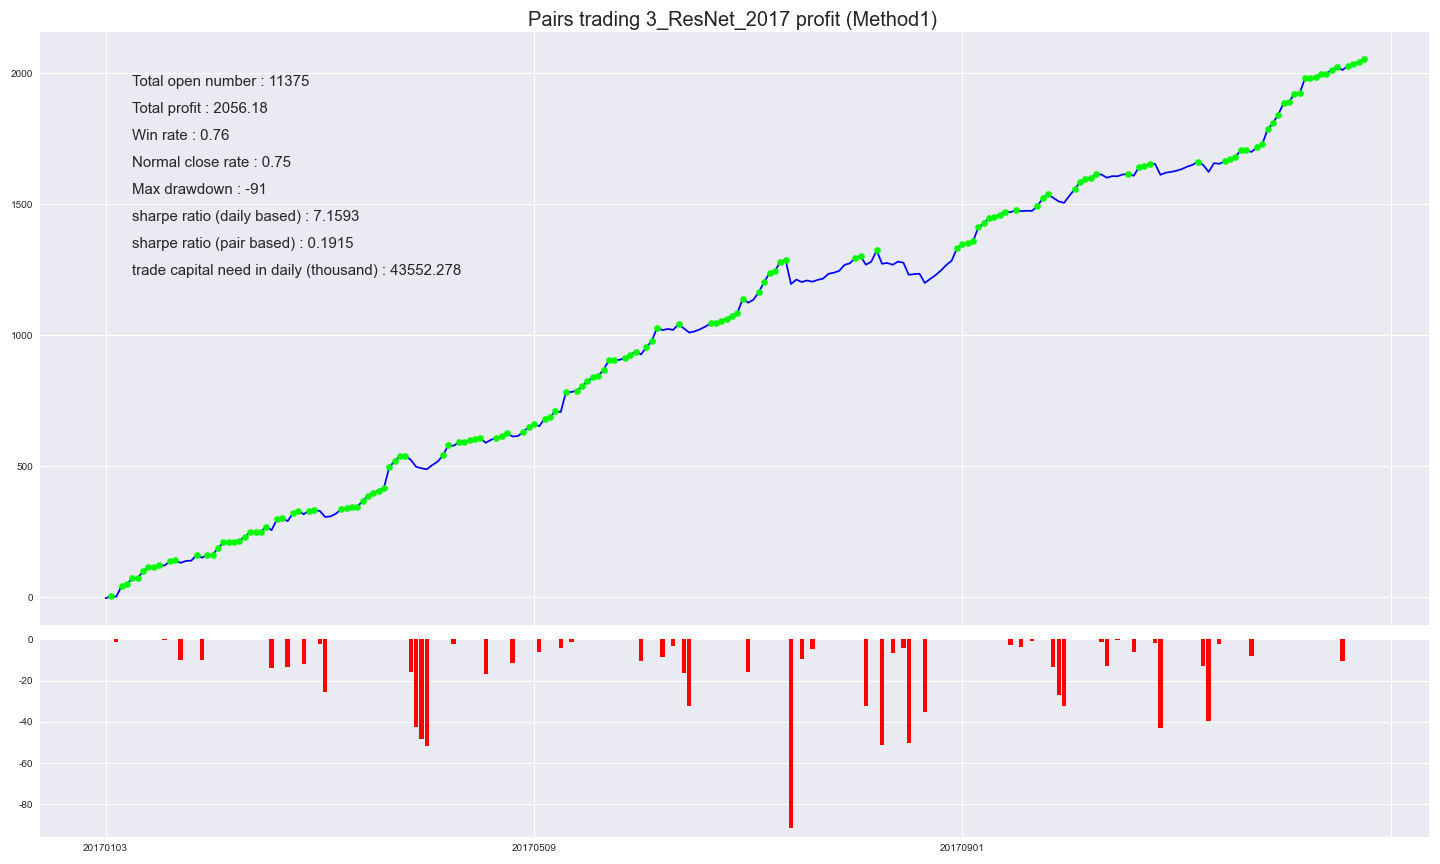 Pairs trading 3_ResNet_2017 profit (Method1)
2000
Total open number : 11375
Total profit : 2056.18
Win rate : 0.76
Normal close rate : 0.75
Max drawdown : -91
sharpe ratio (daily based) : 7.1593
sharpe ratio (pair based) : 0.1915
trade capital need in daily (thousand) : 43552.278
1500
1000
500
0
0
-20
-40
-60
-80
20170103
20170509
20170901